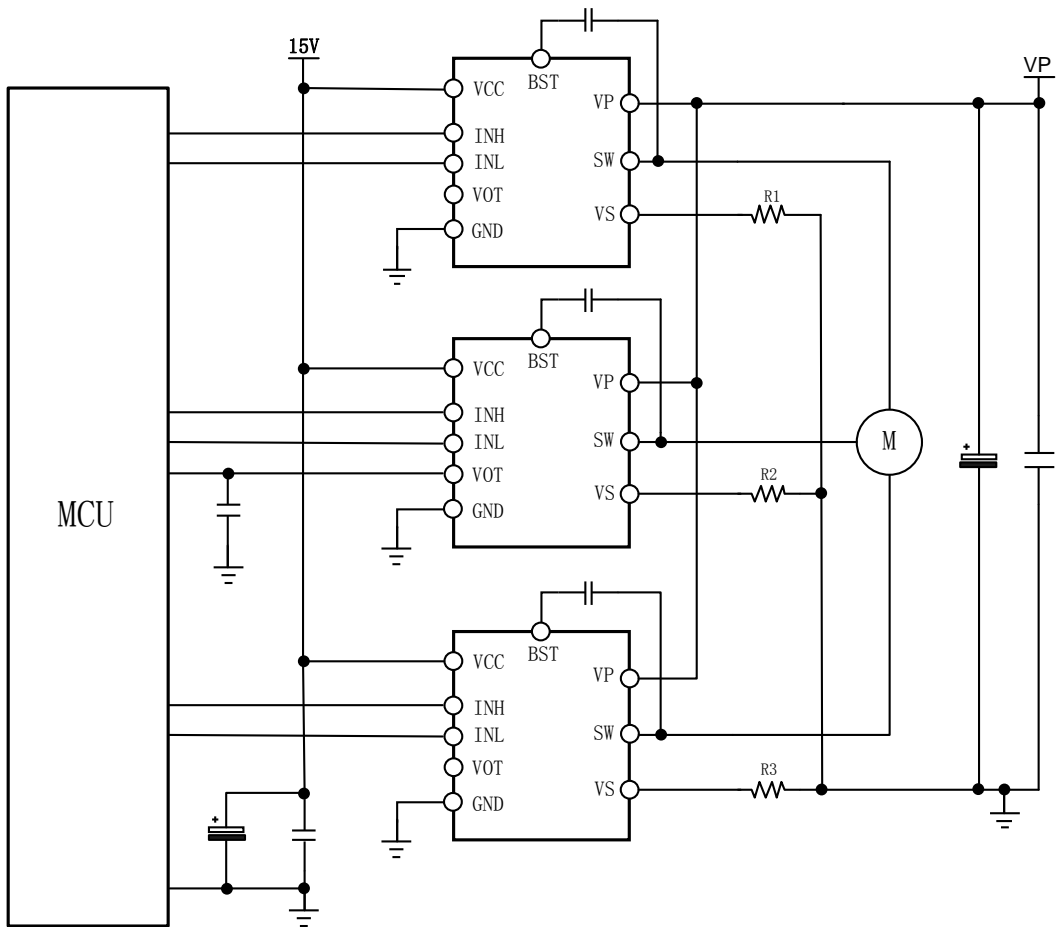 15V
VP
BST
VCC
VP
INH
INL
SW
VOT
R1
VS
GND
BST
VCC
VP
INH
INL
SW
M
VOT
R2
VS
GND
MCU
BST
VCC
VP
INH
INL
SW
VOT
R3
VS
GND
+
+